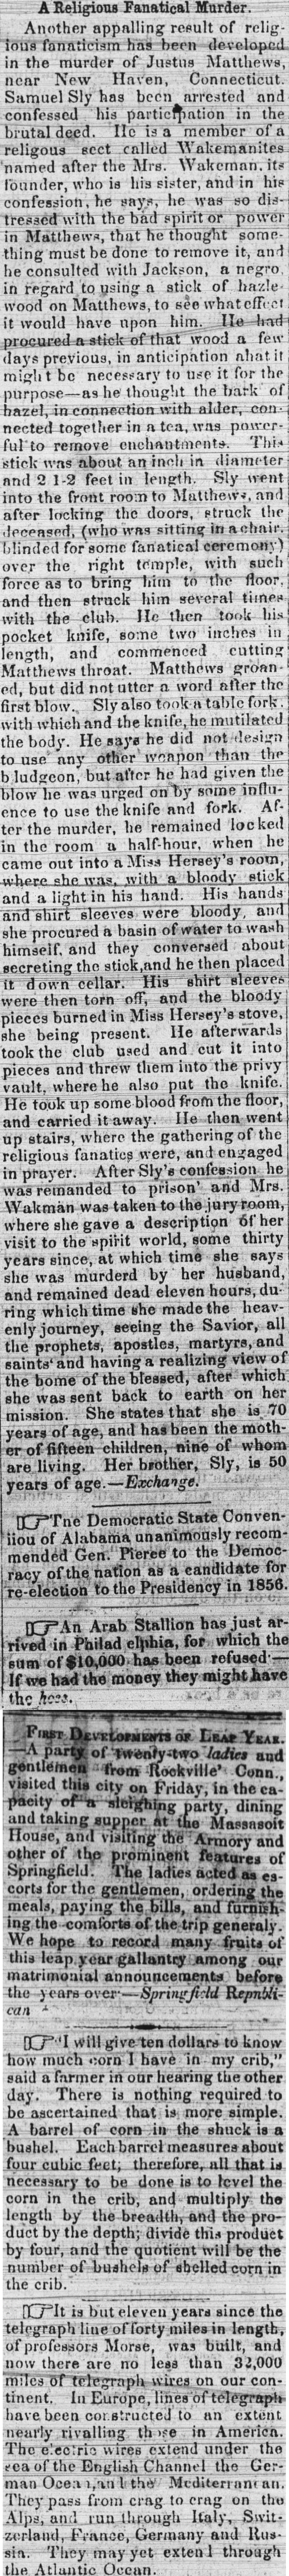 A Religious Fanatical Murder.
Another appalling result of relig-
ious fanaticism has been developed
in the murder of Justus Matthews,
near New Haven, Connecticut.
Samuel Sly has been arrested and
confessed his participation in the
brutal deed. He is a member of a
religous sect called Wakemanites
named after the Mrs. Wakeman, its
founder, who is his sister, and in his
confession, he says, he was so dis-
tressed with the bad spirit or power
in Matthews, that he thought some-
thing must be done to remove it, and
he consulted with Jackson, a negro,
in regard to using a stick of hazle-
wood on Matthews, to see what effect
it would have upon him. He had
procured a stick of that wood a few
days previous, in anticipation ahat it
might be necessary to use it for the
purpose—as he thought the bark of
hazel, in connection with alder, con-
nected together in a tea, was power-
ful to remove enchantments. This
stick was about an inch in diameter
and 2 1-2 feet in length. Sly went
into the front room to Matthews, and
after locking the doors, struck the
deceased, (who was sitting in a chair,
blinded for some fanatical ceremony)
over the right temple, with such
force as to bring him to the floor,
and then struck him several times
with the club. He then took his
pocket knife, some two inches in
length, and commenced cutting
Matthews throat. Matthews groan-
ed, but did not utter a word after the
first blow. Sly also took a table fork,
with which and the knife, he mutilated
the body. He says he did not design
to use any other weapon than the
bludgeon, but after he had given the
blow he was urged on by some influ-
ence to use the knife and fork. Af-
ter the murder, he remained locked
in the room a half-hour, when he
came out into a Miss Hersey's room,
where she was, with a bloody stick
and a light in his hand. His hands
and shirt sleeves were bloody, and
she procured a basin of water to wash
himseif, and they conversed about
secreting the stick,and he then placed
it down cellar. His shirt sleeves
were then torn off, and the bloody
pieces burned in Miss Hersey's stove,
she being present. He afterwards
took the club used and cut it into
pieces and threw them into the privy
vault, where he also put the knife.
He took up some blood from the floor,
and carried it away. He then went
up stairs, where the gathering of the
religious fanatics were, and engaged
in prayer. After Sly's confession he
was remanded to prison' and Mrs.
Wakman was taken to the jury room,
where she gave a description of her
visit to the spirit world, some thirty
years since, at which time she says
she was murderd by her husband,
and remained dead eleven hours, du-
ring which time she made the heav-
enly journey, seeing the Savior, all
the prophets, apostles, martyrs, and
saints' and having a realizing view of
the bome of the blessed, after which
she was sent back to earth on her
mission. She states that she is 70
years of age, and has been the moth-
er of fifteen children, nine of whom
are living. Her brother, Sly, is 50
years of age.—Exchange.
☞Tne Democratic State Conven-
iiou of Alabama unanimously recom-
mended Gen. Pierce to the Democ-
racy of the nation as a candidate for
re-election to the Presidency in 1856.
☞An Arab Stallion has just ar-
rived in Philad elphia, for which the
sum of $10,000 has been refused—
If we had the money they might have
the hoss.
FIRST DEVELOPMENTS OF LEAP YEAR.
—A party of twenty-two ladies and
gentlemen from Rockville' Conn.,
visited this city on Friday, in the ca-
pacity of a sleighing party, dining
and taking supper at the Massasoit
House, and visiting the Armory and
other of the prominent features of
Springfield. The ladies acted as es-
corts for the gentlemen, ordering the
meals, paying the bills, and furnish-
ing the comforts of the trip generaly.
We hope to record many fruits of
this leap year gallantry among our
matrimonial announcements before
the years over—Springfield Republi-
can
☞"I will give ten dollars to know
how much corn I have in my crib,"
said a farmer in our hearing the other
day. There is nothing required to
be ascertained that is more simple.
A barrel of corn in the shuck is a
bushel. Each barrel measures about
four cubic feet; therefore, all that is
necessary to be done is to level the
corn in the crib, and multiply the
length by the breadth, and the pro-
duct by the depth; divide this product
by four, and the quotient will be the
number of bushels of shelled corn in
the crib.
☞It is but eleven years since the
telegraph line of forty miles in length,
of professors Morse, was built, and
now there are no less than 32,000
miles of telegraph wires on our con-
tinent. In Europe, lines of telegraph
have been constructed to an extent
nearly rivalling those in America.
The electric wires extend under the
sea of the English Channel the Ger-
man Ocean, and the Mediterranean.
They pass from crag to crag on the
Alps, and run through Italy, Swit-
zerland, France, Germany and Rus-
sia. They may yet extend through
the Atlantic Ocean.